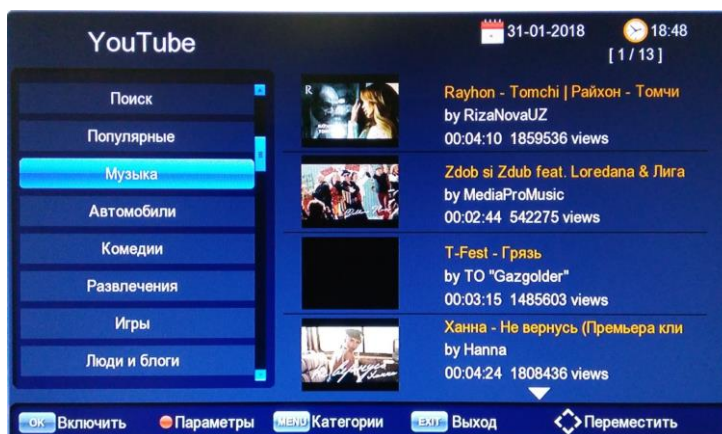 YouTube
31-01-2018
18:48
[ 1 / 13 ]
Поиск
Популярные
Музыка
Автомобили
Комедии
Развлечения
Игры
Люди и блоги
R
Rayhon - Tomchi | Райхон - Томчи
by RizaNovaUZ
00:04:10 1859536 views
Zdob si Zdub feat. Loredana & Лига
by MediaProMusic
00:02:44 542275 views
T-Fest - Грязь
by ТО "Gazgolder"
00:03:15 1485603 views
Ханна - Не вернусь (Премьера кли
by Hanna
00:04:24 1808436 views
OK Включить Параметры MENU Категории EXIT Выход Переместить